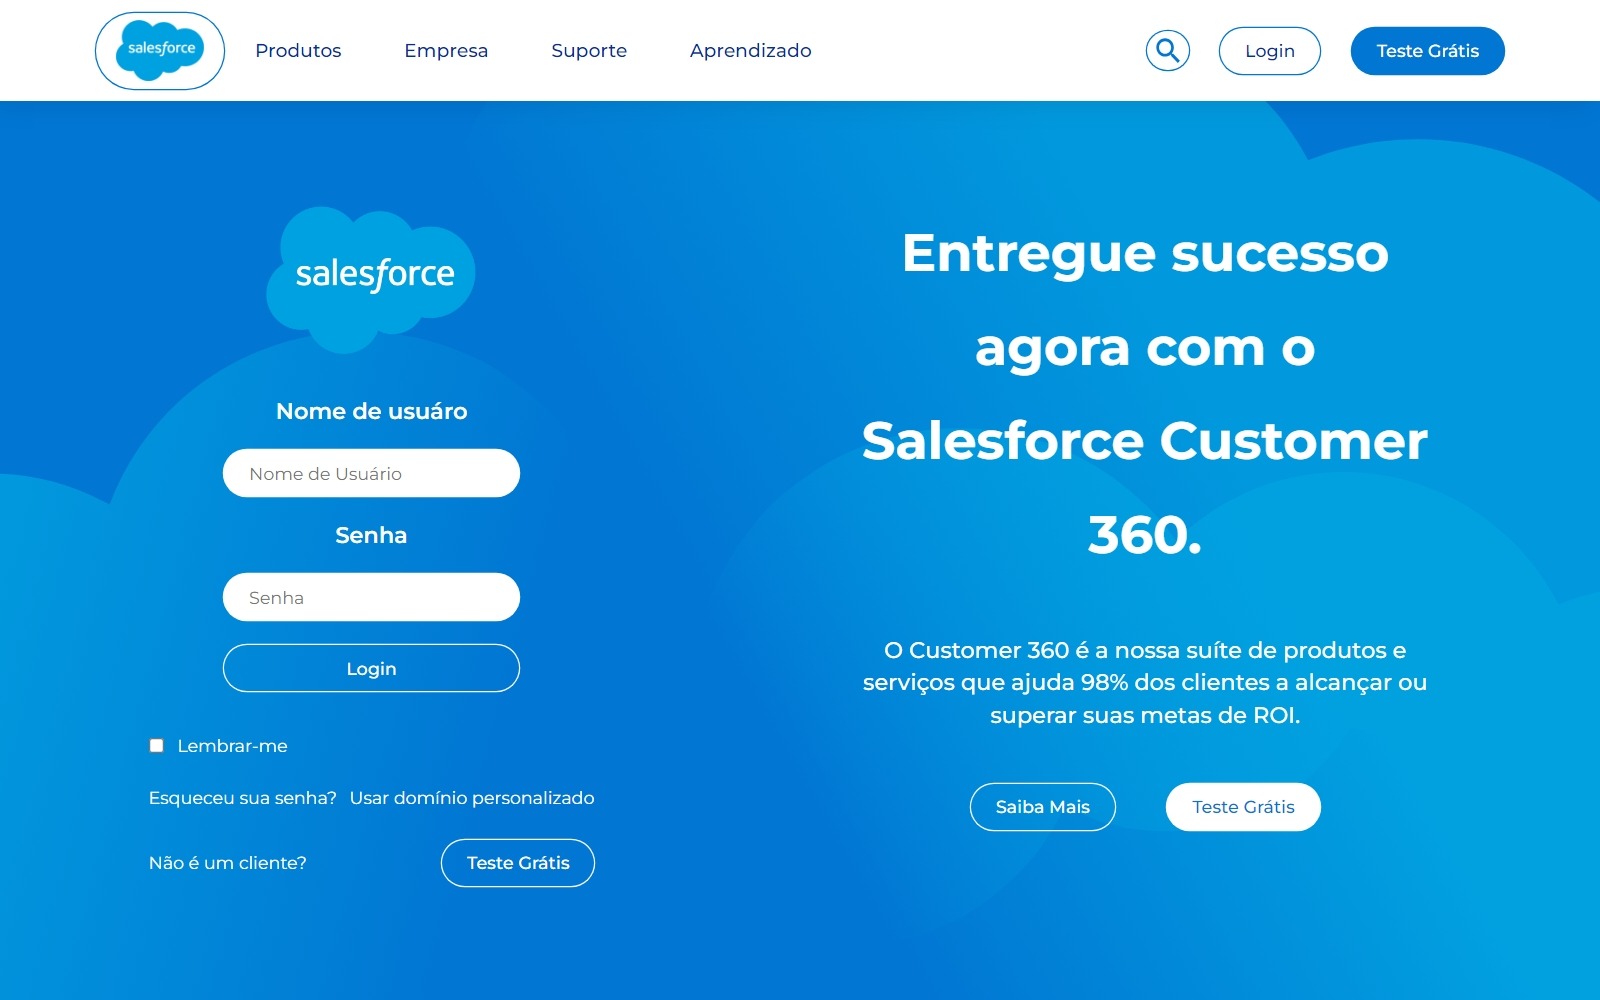 salesforce
Produtos
Empresa
Suporte
Aprendizado
Login
Teste Grátis
salesforce
Nome de usuáro
Nome de Usuário
Senha
Senha
Login
Lembrar-me
Esqueceu sua senha? Usar domínio personalizado
Não é um cliente?
Teste Grátis
Entregue sucesso
agora com o
Salesforce Customer
360.
O Customer 360 é a nossa suíte de produtos e
serviços que ajuda 98% dos clientes a alcançar ou
superar suas metas de ROI.
Saiba Mais
Teste Grátis